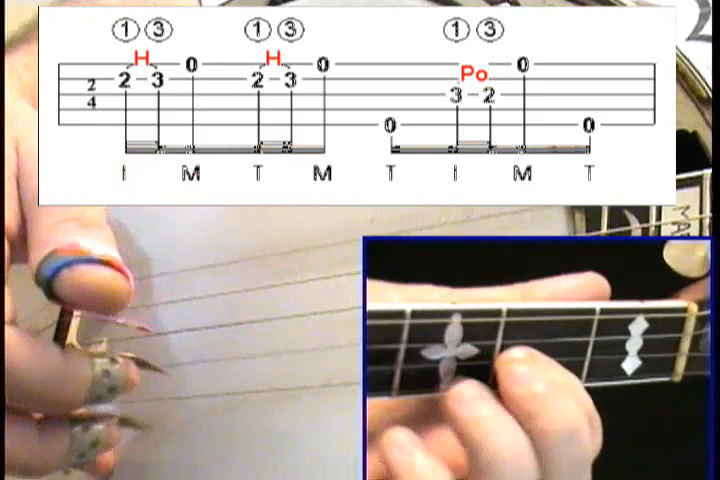 ① ③ ① ③ ① ③
H H
0 0 0
2 3 2 3 Po
2
4 3 2
0 0
I M T M T I M T